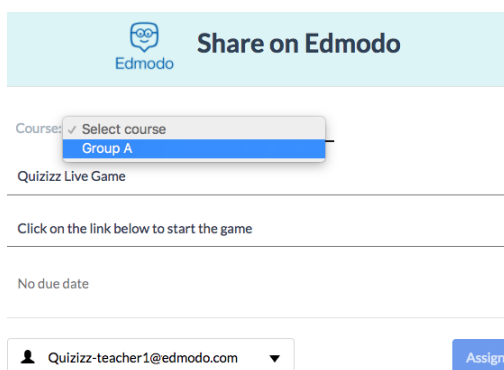 Edmodo
Share on Edmodo
Course:
✓ Select course
Group A
Quizizz Live Game
Click on the link below to start the game
No due date
Quizizz-teacher1@edmodo.com
Assign